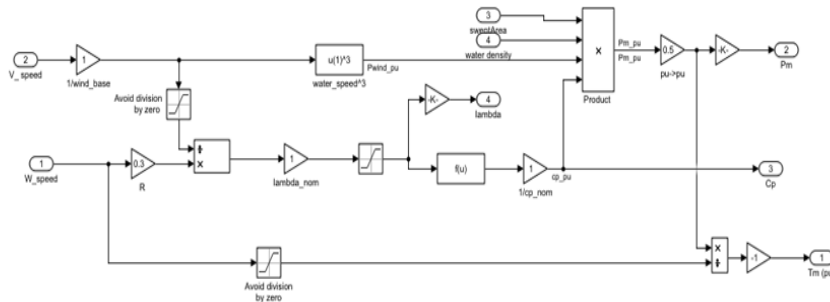 3
sweptArea
4
water density
2
V_speed
1
1/wind_base
u(1)^3
water_speed^3
Pwind_pu
x
Product
Pm_pu
Pm_pu
0.5
pu->pu
-K-
2
Pm
Avoid division
by zero
-K-
4
lambda
1
W_speed
0.3
R
÷
x
1
lambda_nom
f(u)
1
1/cp_nom
cp_pu
3
Cp
Avoid division
by zero
x
÷
-1
1
Tm (pu